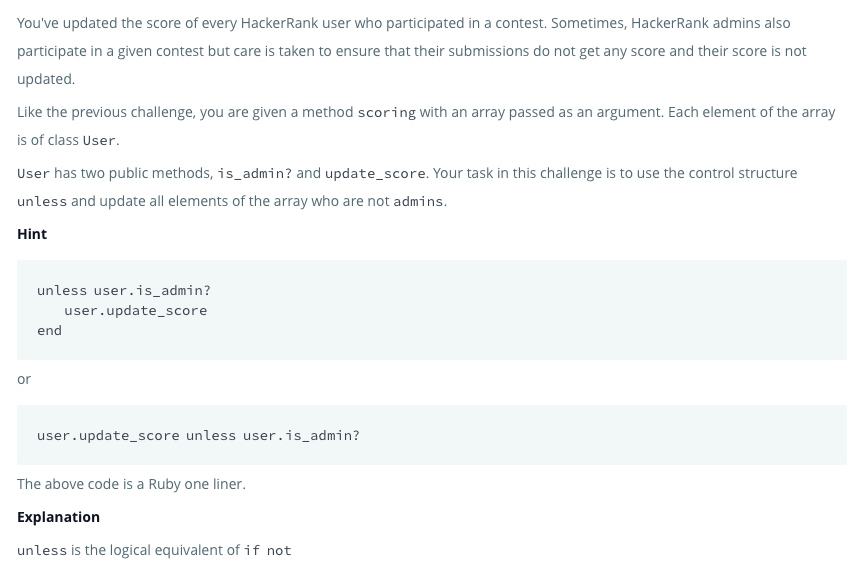 You've updated the score of every HackerRank user who participated in a contest. Sometimes, HackerRank admins also
participate in a given contest but care is taken to ensure that their submissions do not get any score and their score is not
updated.
Like the previous challenge, you are given a method scoring with an array passed as an argument. Each element of the array
is of class User.
User has two public methods, is_admin? and update_score. Your task in this challenge is to use the control structure
unless and update all elements of the array who are not admins.
Hint
unless user.is_admin?
user.update_score
end
or
user.update_score unless user.is_admin?
The above code is a Ruby one liner.
Explanation
unless is the logical equivalent of if not